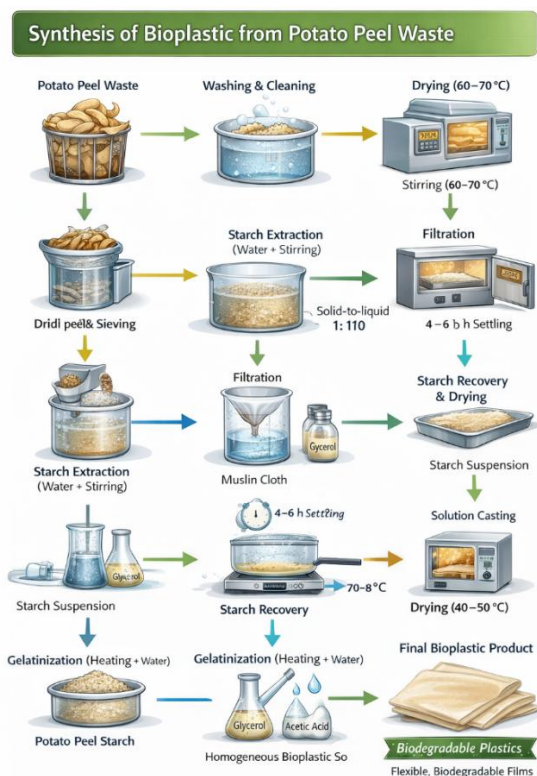 Synthesis of Bioplastic from Potato Peel Waste
Potato Peel Waste
Washing & Cleaning
Drying (60–70 °C)
Stirring (60–70 °C)
Starch Extraction
(Water + Stirring)
Filtration
Solid-to-liquid
1: 110
Dridl peel& Sieving
4–6 b h Settling
Filtration
Starch Recovery
& Drying
Glycerol
Starch Extraction
(Water + Stirring)
Muslin Cloth
Starch Suspension
4–6 h Settling
Solution Casting
Starch Suspension
Starch Recovery
70-8 °C
Drying (40–50 °C)
Gelatinization (Heating + Water)
Gelatinization (Heating + Water)
Final Bioplastic Product
Glycerol
Acetic Acid
Potato Peel Starch
Homogeneous Bioplastic So
Biodegradable Plastics
Flexible, Biodegradable Films